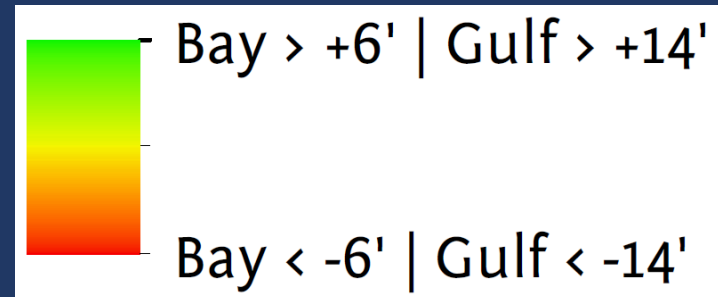 Bay > +6' | Gulf > +14'
Bay < -6' | Gulf < -14'